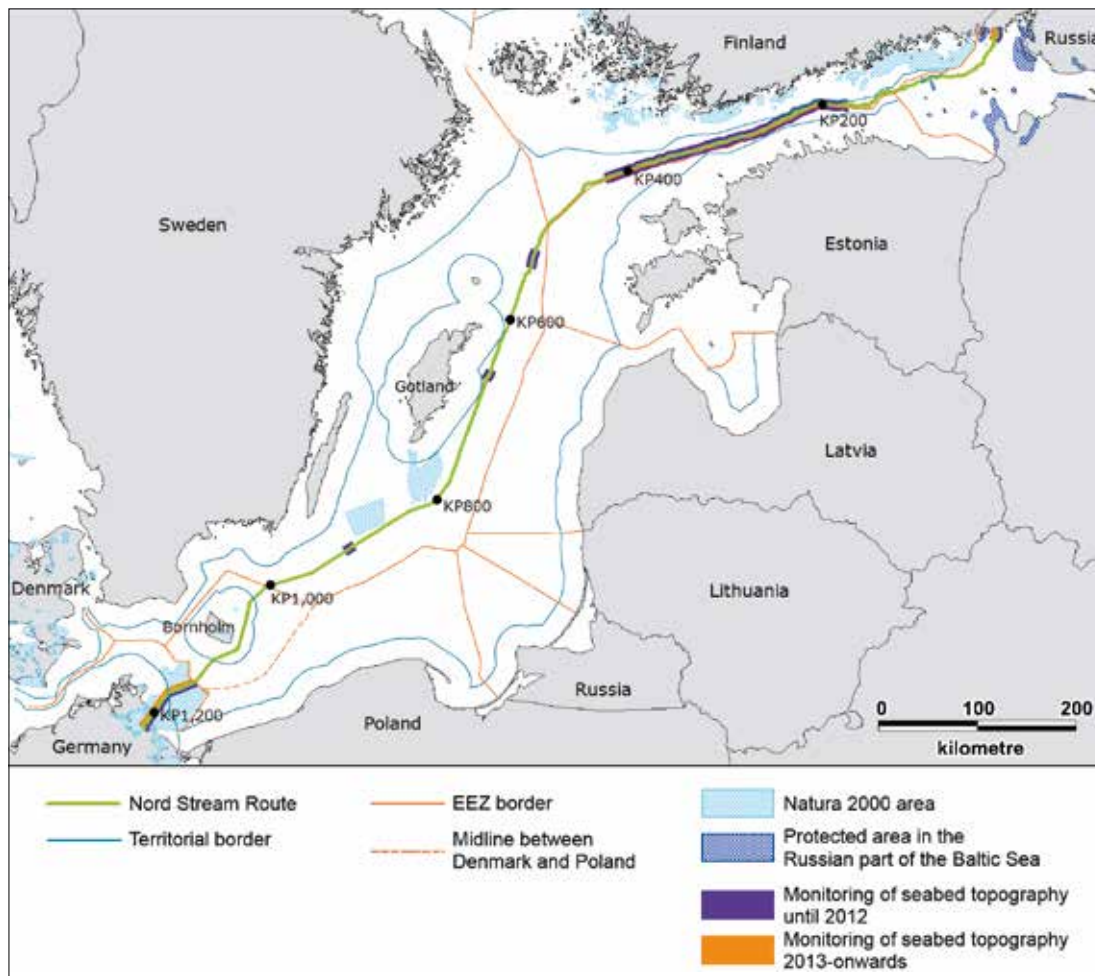 Finland
Russia
KP200
KP400
Sweden
Estonia
KP600
Gotland
Latvia
KP800
Denmark
KP1,000
Lithuania
Bornholm
Russia
KP1,200
Poland
Germany
0 100 200
kilometre
Nord Stream Route
Territorial border
EEZ border
Midline between
Denmark and Poland
Natura 2000 area
Protected area in the
Russian part of the Baltic Sea
Monitoring of seabed topography
until 2012
Monitoring of seabed topography
2013-onwards